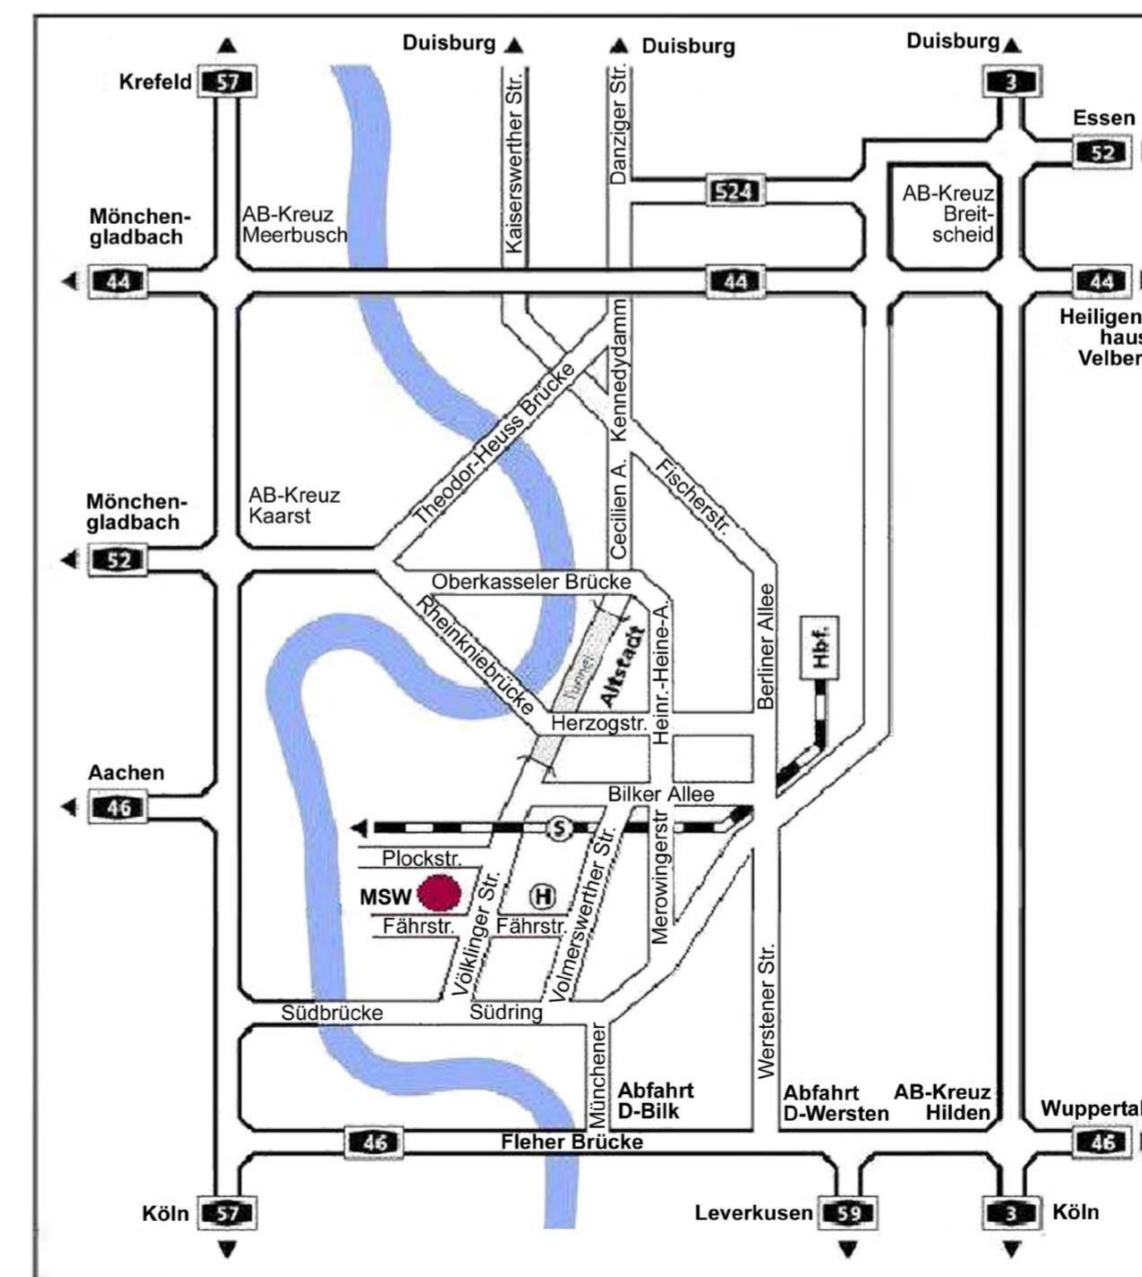 Duisburg
Duisburg
Duisburg
Krefeld
57
3
Essen
52
Kaiserswerther Str.
Danziger Str.
524
AB-Kreuz
Breit-
scheid
Mönchen-
gladbach
AB-Kreuz
Meerbusch
44
44
44
Heiligen
haus
Velber
Theodor-Heuss Brücke
Kennedydamm
Cecilien A.
Fischerstr.
Mönchen-
gladbach
AB-Kreuz
Kaarst
52
Oberkasseler Brücke
Rheinkniebrücke
Tunnel
Altstadt
Heinr.-Heine-A.
Berliner Allee
Hbf.
Herzogstr.
Aachen
46
Bilker Allee
S
Plockstr.
MSW
H
Fährstr.
Fährstr.
Völklinger Str.
Volmerswerther Str.
Merowingerstr
Werstener Str.
Südbrücke
Südring
Münchener
Abfahrt
D-Bilk
Abfahrt
D-Wersten
AB-Kreuz
Hilden
Wuppertal
46
Fleher Brücke
46
Köln
57
Leverkusen
59
3
Köln